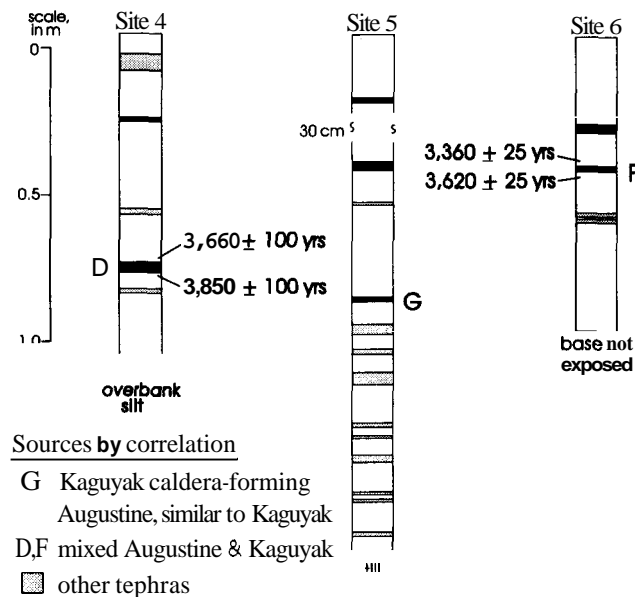 scale, in m
Site 4
Site 5
Site 6
0
30 cm
3,360 ± 25 yrs
3,620 ± 25 yrs
F
0.5
3,660 ± 100 yrs
D
3,850 ± 100 yrs
G
1.0
base not
exposed
overbank
silt
Sources by correlation
G Kaguyak caldera-forming
Augustine, similar to Kaguyak
D,F mixed Augustine & Kaguyak
other tephras
till